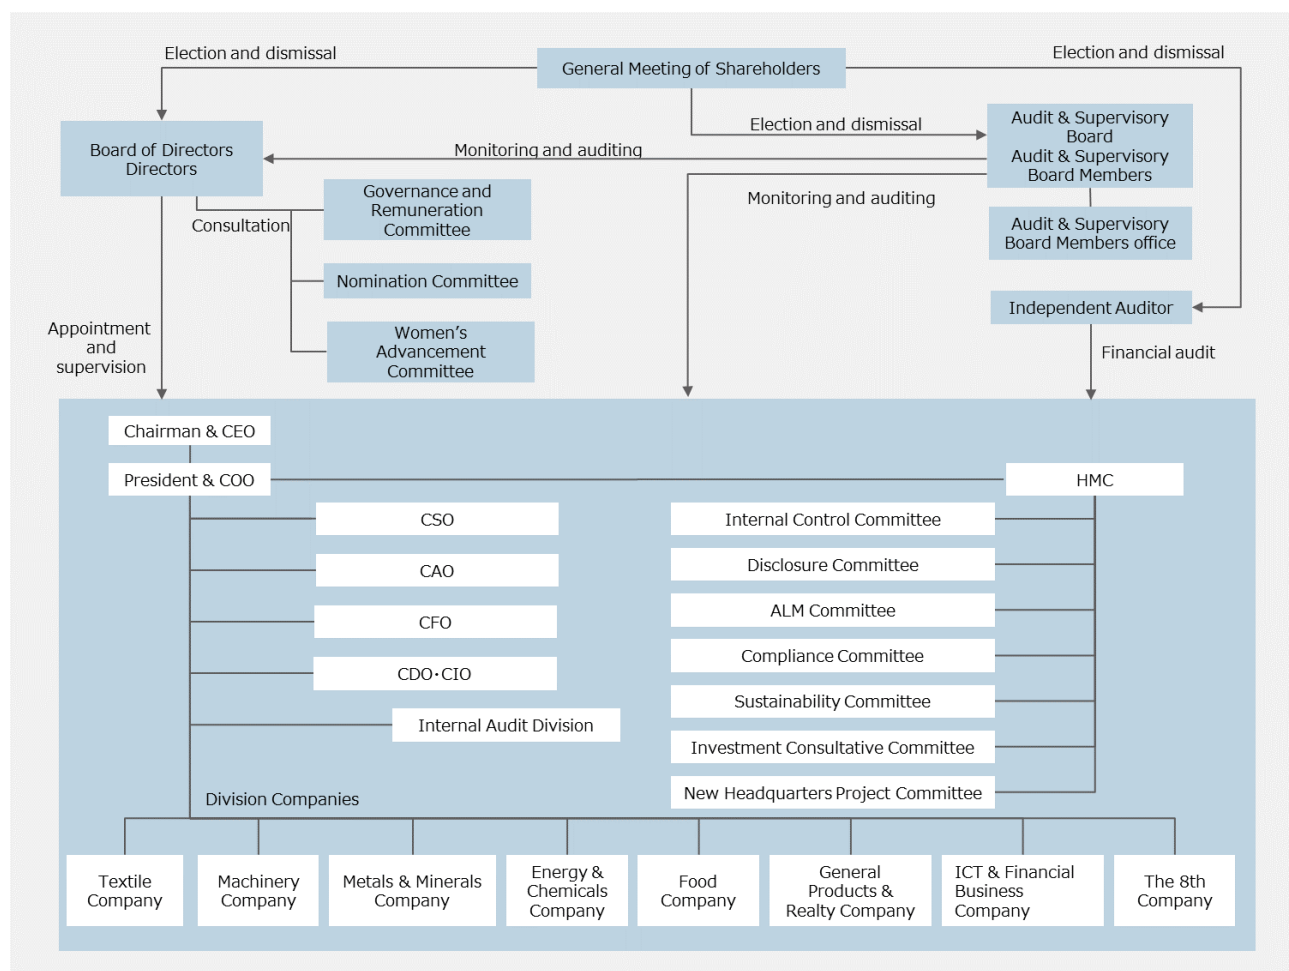 Election and dismissal
General Meeting of Shareholders
Election and dismissal
Election and dismissal
Audit & Supervisory
Board
Audit & Supervisory
Board Members
Board of Directors
Directors
Monitoring and auditing
Monitoring and auditing
Governance and
Remuneration
Committee
Consultation
Audit & Supervisory
Board Members office
Nomination Committee
Independent Auditor
Appointment
and
supervision
Women's
Advancement
Committee
Financial audit
Chairman & CEO
President & COO
HMC
CSO
CAO
CFO
CDO・CIO
Internal Audit Division
Internal Control Committee
Disclosure Committee
ALM Committee
Compliance Committee
Sustainability Committee
Investment Consultative Committee
New Headquarters Project Committee
Division Companies
Textile
Company
Machinery
Company
Metals & Minerals
Company
Energy &
Chemicals
Company
Food
Company
General
Products &
Realty Company
ICT & Financial
Business
Company
The 8th
Company